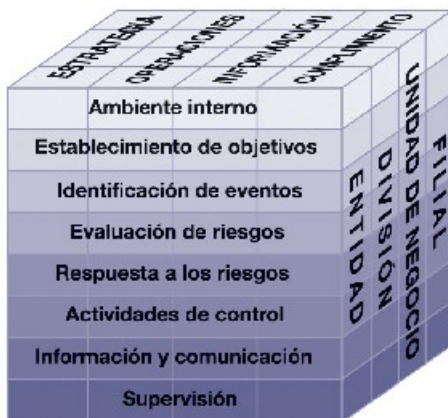 ESTRATEGIA
OPERACIONES
INFORMACIÓN
CUMPLIMIENTO
Ambiente interno
Establecimiento de objetivos
Identificación de eventos
Evaluación de riesgos
Respuesta a los riesgos
Actividades de control
Información y comunicación
Supervisión
ENTIDAD
DIVISIÓN
UNIDAD DE NEGOCIO
FILIAL